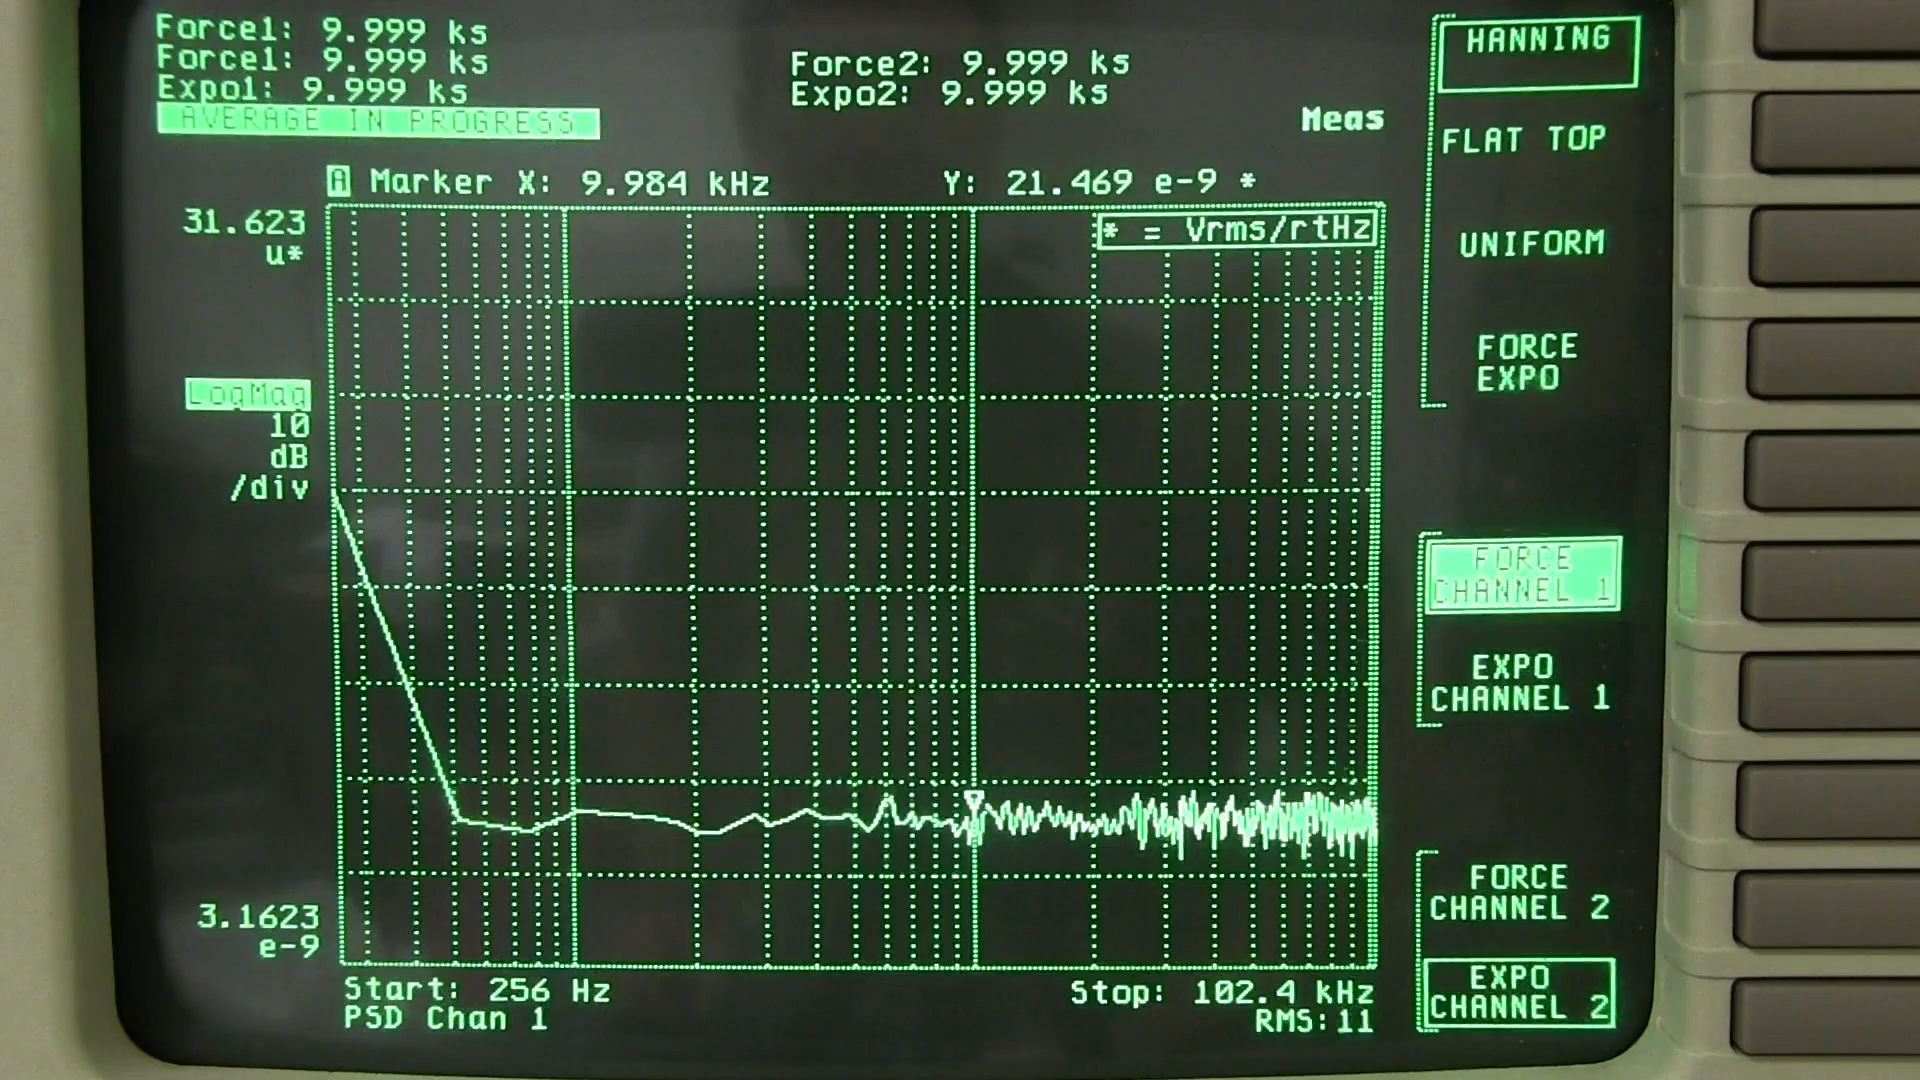 Force1: 9.999 ks
Force1: 9.999 ks
Expo1: 9.999 ks
AVERAGE IN PROGRESS
Force2: 9.999 ks
Expo2: 9.999 ks
Meas
A Marker X: 9.984 kHz Y: 21.469 e-9 *
31.623
u*
* = Vrms/rtHz
LogMag
10
dB
/div
3.1623
e-9
Start: 256 Hz
Stop: 102.4 kHz
PSD Chan 1
RMS:11
HANNING
FLAT TOP
UNIFORM
FORCE
EXPO
FORCE
CHANNEL 1
EXPO
CHANNEL 1
FORCE
CHANNEL 2
EXPO
CHANNEL 2